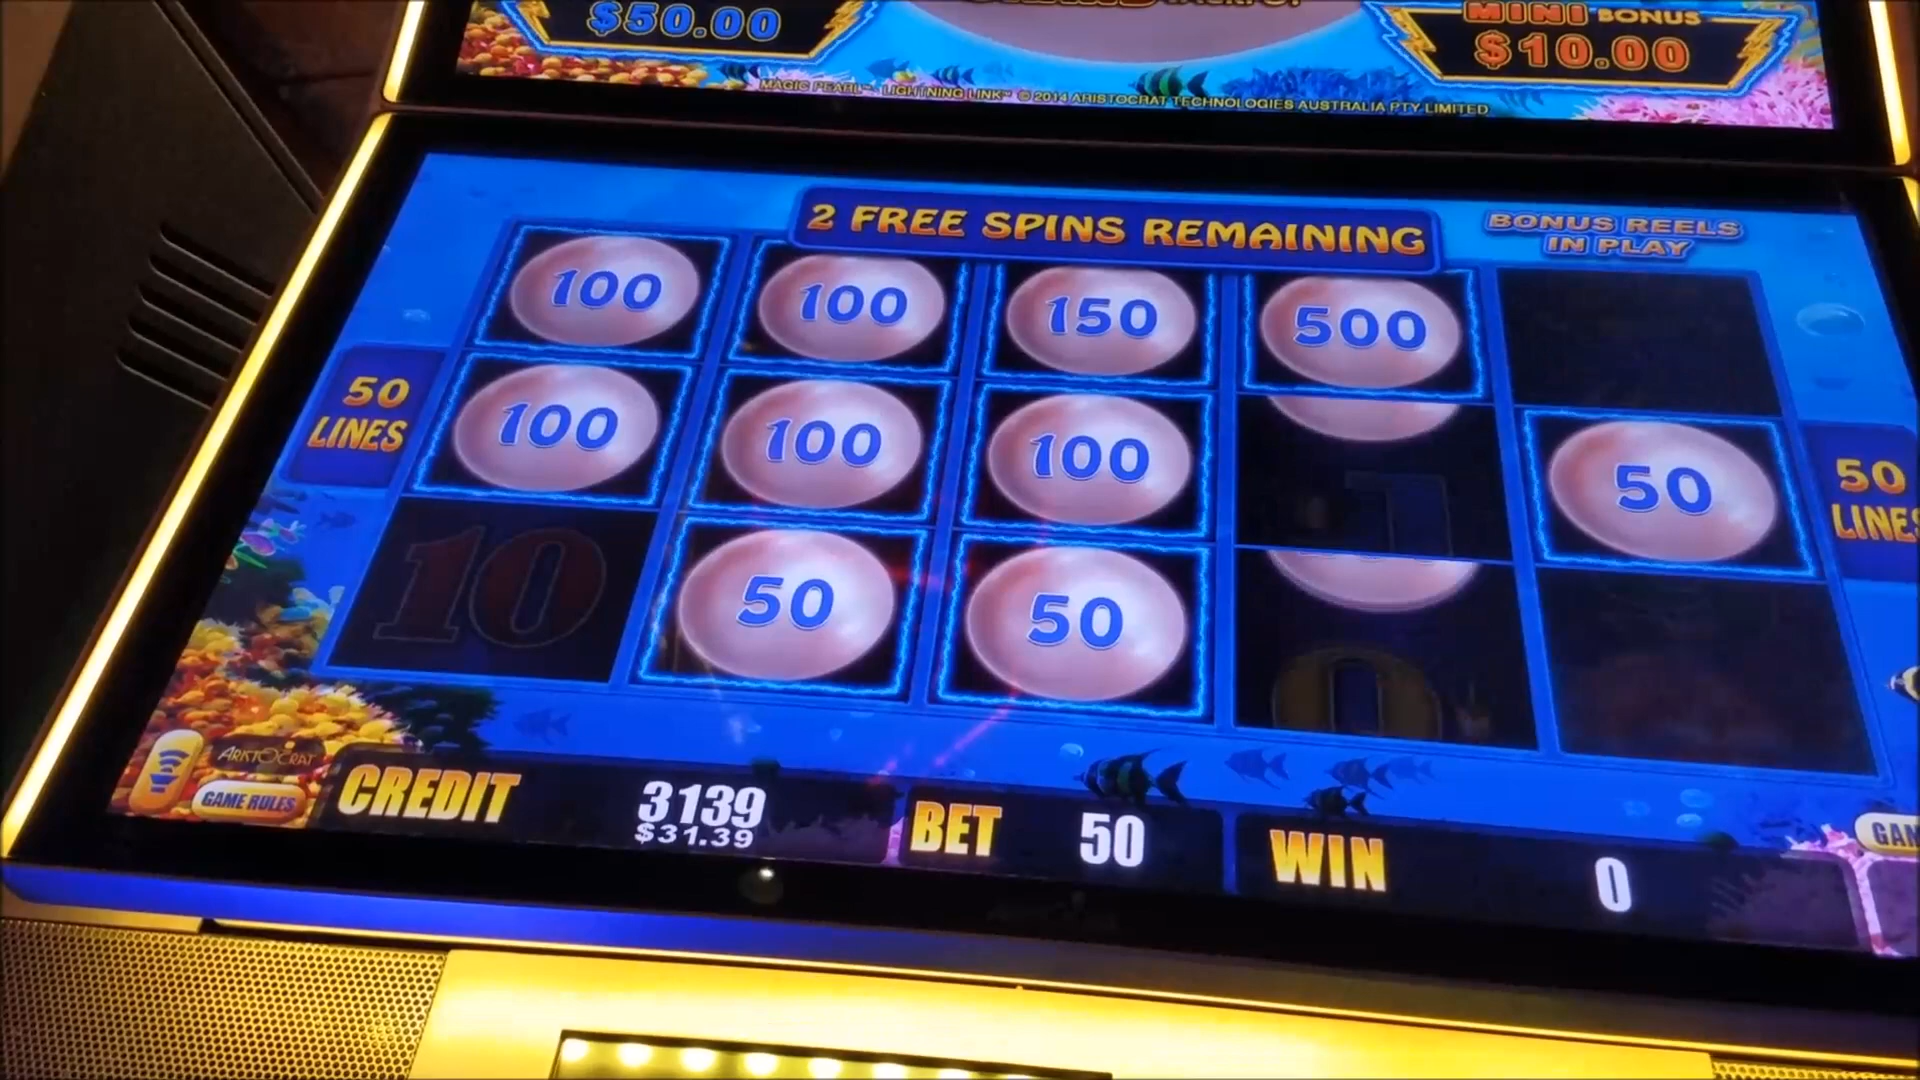 $50.00
MINI BONUS
$10.00
MAGIC PEARL™ - LIGHTNING LINK™ © 2014 ARISTOCRAT TECHNOLOGIES AUSTRALIA PTY LIMITED
2 FREE SPINS REMAINING
BONUS REELS
IN PLAY
100 100 150 500
50
LINES
100 100 100 50
50
LINES
10 50 50
ARISTOCRAT
GAME RULES
CREDIT 3139
$31.39
BET 50
WIN 0